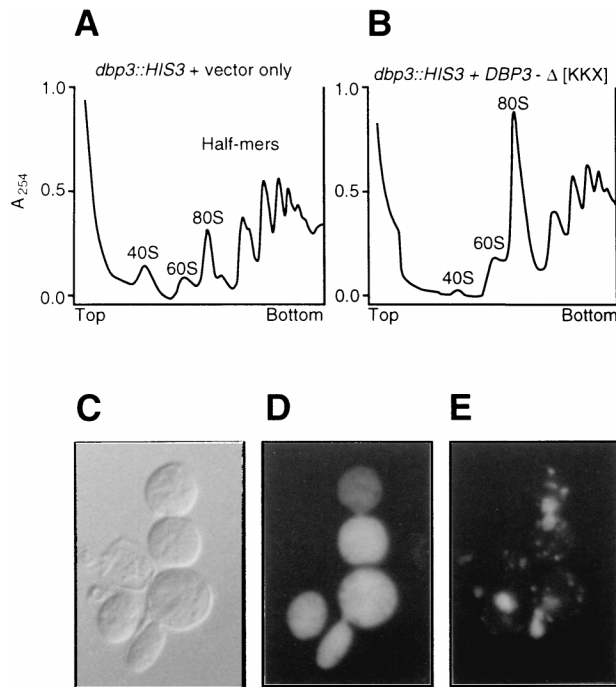 A
dbp3::HIS3 + vector only
1.0
0.5
0.0
A254
Half-mers
40S
60S
80S
Top
Bottom
B
dbp3::HIS3 + DBP3 - Δ [KKX]
1.0
0.5
0.0
40S
60S
80S
Top
Bottom
C
D
E